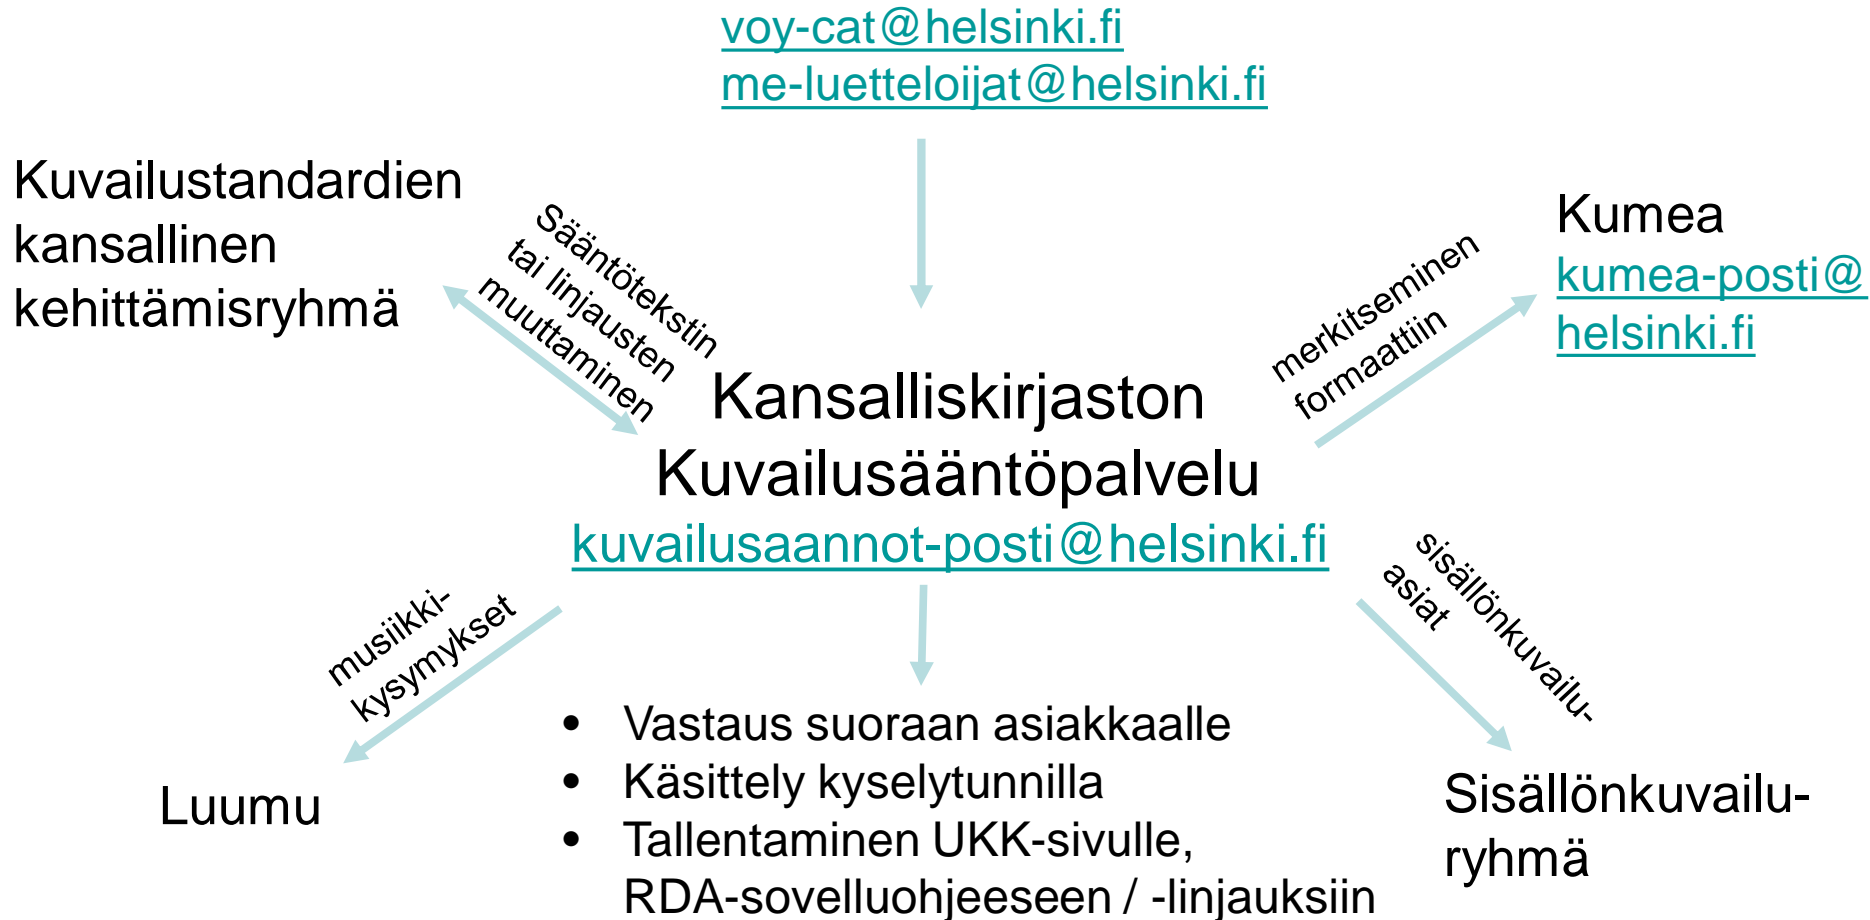 voy-cat@helsinki.fi
me-luetteloijat@helsinki.fi
Kuvailustandardien
kansallinen
kehittämisryhmä
Sääntötekstin
tai linjausten
muuttaminen
merkitseminen
formaattiin
Kumea
kumea-posti@
helsinki.fi
Kansalliskirjaston
Kuvailusääntöpalvelu
kuvailusaannot-posti@helsinki.fi
musiikki-
kysymykset
sisällönkuvailu-
asiat
Luumu
• Vastaus suoraan asiakkaalle
• Käsittely kyselytunnilla
• Tallentaminen UKK-sivulle,
RDA-sovelluohjeeseen / -linjauksiin
Sisällönkuvailu-
ryhmä